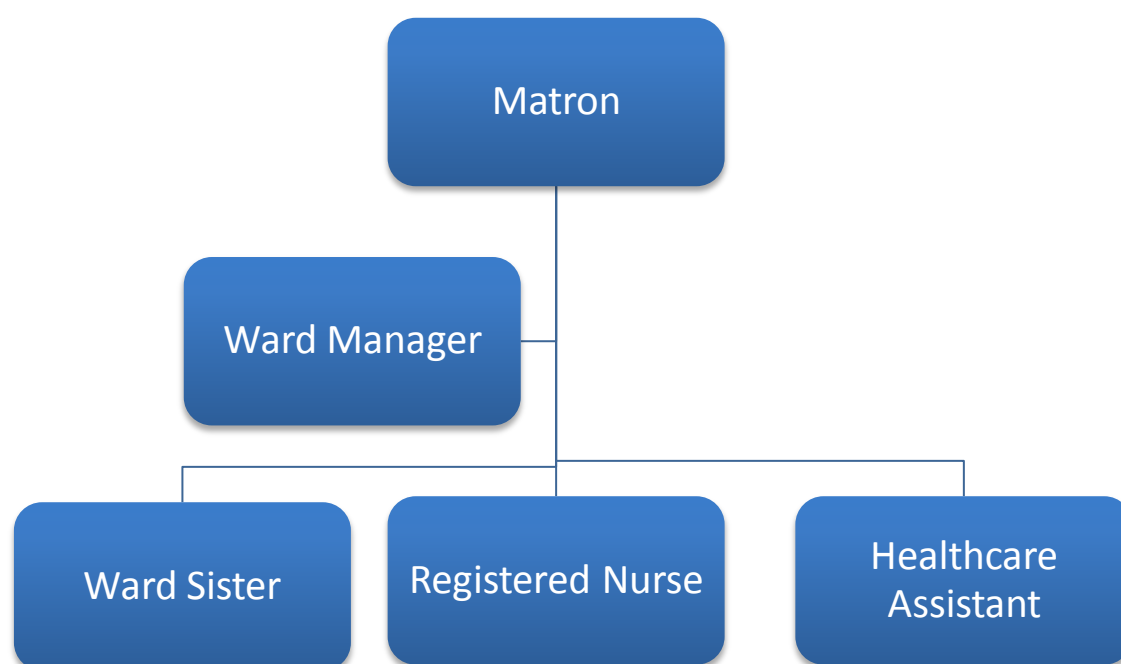 Matron
Ward Manager
Ward Sister
Registered Nurse
Healthcare
Assistant